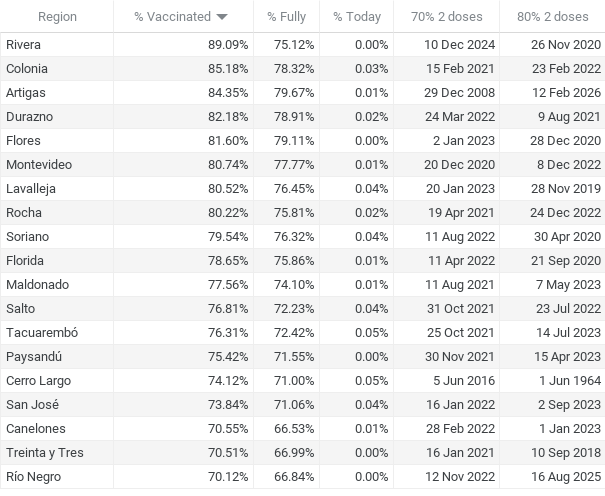 Region % Vaccinated % Fully % Today 70% 2 doses 80% 2 doses
Rivera 89.09% 75.12% 0.00% 10 Dec 2024 26 Nov 2020
Colonia 85.18% 78.32% 0.03% 15 Feb 2021 23 Feb 2022
Artigas 84.35% 79.67% 0.01% 29 Dec 2008 12 Feb 2026
Durazno 82.18% 78.91% 0.02% 24 Mar 2022 9 Aug 2021
Flores 81.60% 79.11% 0.00% 2 Jan 2023 28 Dec 2020
Montevideo 80.74% 77.77% 0.01% 20 Dec 2020 8 Dec 2022
Lavalleja 80.52% 76.45% 0.04% 20 Jan 2023 28 Nov 2019
Rocha 80.22% 75.81% 0.02% 19 Apr 2021 24 Dec 2022
Soriano 79.54% 76.32% 0.04% 11 Aug 2022 30 Apr 2020
Florida 78.65% 75.86% 0.01% 11 Apr 2022 21 Sep 2020
Maldonado 77.56% 74.10% 0.01% 11 Aug 2021 7 May 2023
Salto 76.81% 72.23% 0.04% 31 Oct 2021 23 Jul 2022
Tacuarembó 76.31% 72.42% 0.05% 25 Oct 2021 14 Jul 2023
Paysandú 75.42% 71.55% 0.00% 30 Nov 2021 15 Apr 2023
Cerro Largo 74.12% 71.00% 0.05% 5 Jun 2016 1 Jun 1964
San José 73.84% 71.06% 0.04% 16 Jan 2022 2 Sep 2023
Canelones 70.55% 66.53% 0.01% 28 Feb 2022 1 Jan 2023
Treinta y Tres 70.51% 66.99% 0.00% 16 Jan 2021 10 Sep 2018
Río Negro 70.12% 66.84% 0.00% 12 Nov 2022 16 Aug 2025